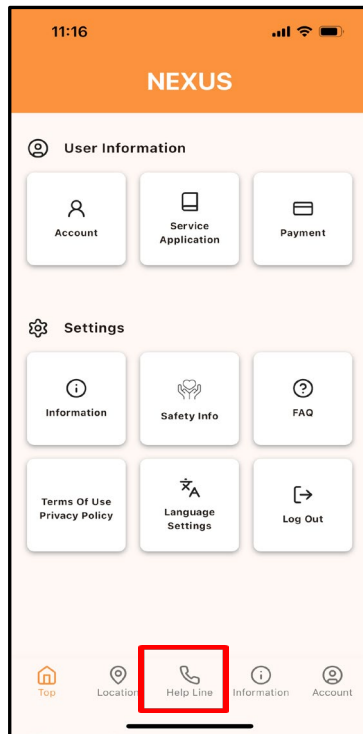 11:16
NEXUS
User Information
Account
Service
Application
Payment
Settings
Information
Safety Info
FAQ
Terms Of Use
Privacy Policy
Language
Settings
Log Out
Top
Location
Help Line
Information
Account